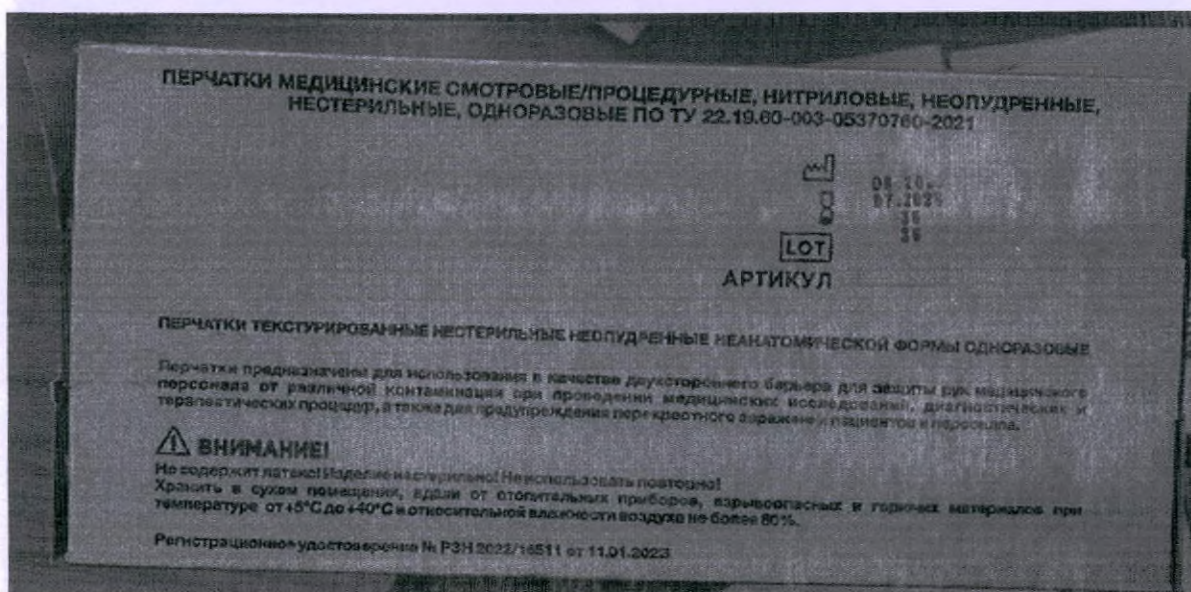 ПЕРЧАТКИ МЕДИЦИНСКИЕ СМОТРОВЫЕ/ПРОЦЕДУРНЫЕ, НИТРИЛОВЫЕ, НЕОПУДРЕННЫЕ,
НЕСТЕРИЛЬНЫЕ, ОДНОРАЗОВЫЕ ПО ТУ 22.19.60-003-05370760-2021
LOT
АРТИКУЛ
ПЕРЧАТКИ ТЕКСТУРИРОВАННЫЕ НЕСТЕРИЛЬНЫЕ НЕОПУДРЕННЫЕ НЕАНАТОМИЧЕСКОЙ ФОРМЫ ОДНОРАЗОВЫЕ
Перчатки предназначены для использования в качестве двухстороннего барьера для защиты рук медицинского
персонала от различной контаминации при проведении медицинских исследований, диагностических и
терапевтических процедур, а также для предупреждения перекрестного заражения пациентов и персонала.
ВНИМАНИЕ!
Не содержит латекс! Изделие нестерильно! Не использовать повторно!
Хранить в сухом помещении, вдали от отопительных приборов, взрывоопасных и горючих материалов при
температуре от +5°C до +40°C и относительной влажности воздуха не более 80%.
Регистрационное удостоверение № РЗН 2022/16511 от 11.01.2023